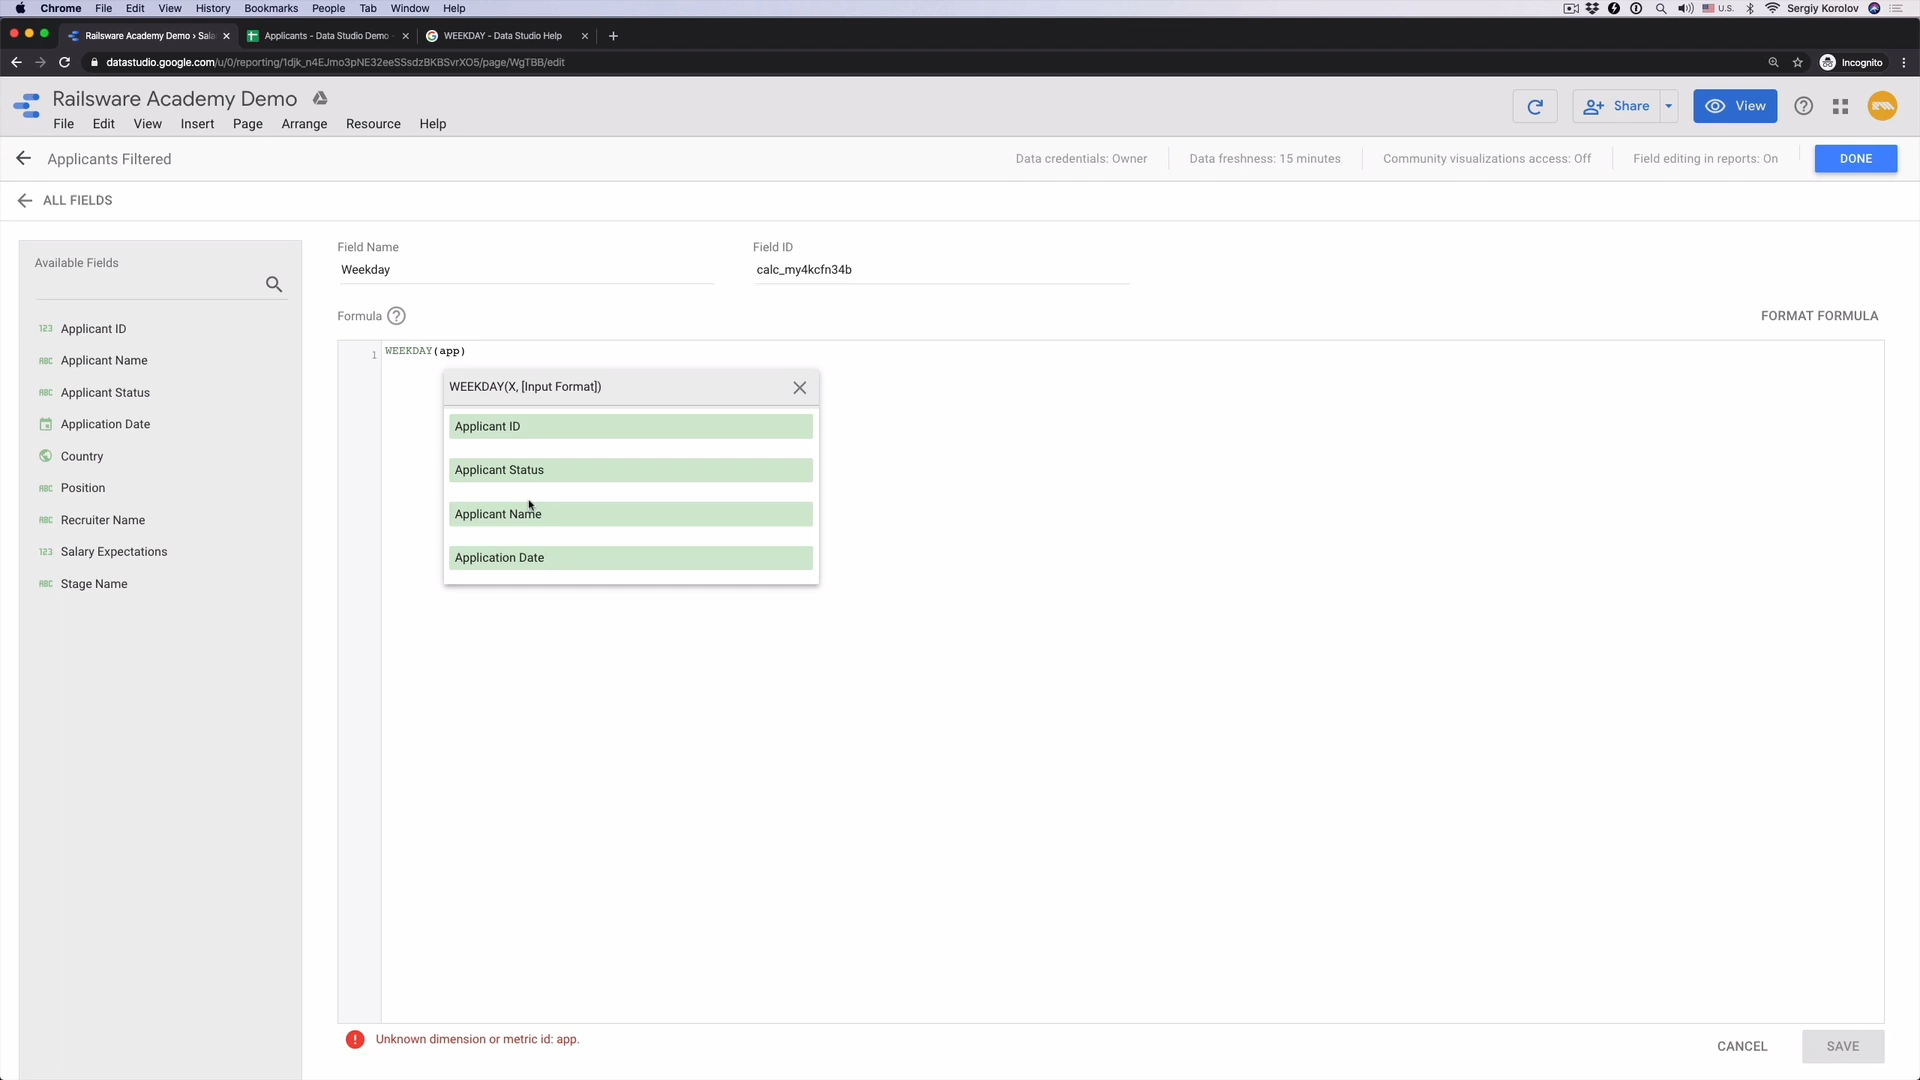 Chrome File Edit View History Bookmarks People Tab Window Help U.S. Sergiy Korolov
Railsware Academy Demo › Sala Applicants - Data Studio Demo WEEKDAY - Data Studio Help
datastudio.google.com/u/0/reporting/1djk_n4EJmo3pNE32eeSSsdzBKBSvrXO5/page/WgTBB/edit Incognito
Railsware Academy Demo
File Edit View Insert Page Arrange Resource Help
Share View
Applicants Filtered Data credentials: Owner Data freshness: 15 minutes Community visualizations access: Off Field editing in reports: On DONE
ALL FIELDS
Available Fields
123 Applicant ID
ABC Applicant Name
ABC Applicant Status
Application Date
Country
ABC Position
ABC Recruiter Name
123 Salary Expectations
ABC Stage Name
Field Name Field ID
Weekday calc_my4kcfn34b
Formula FORMAT FORMULA
1 WEEKDAY(app)
WEEKDAY(X, [Input Format])
Applicant ID
Applicant Status
Applicant Name
Application Date
Unknown dimension or metric id: app.
CANCEL SAVE